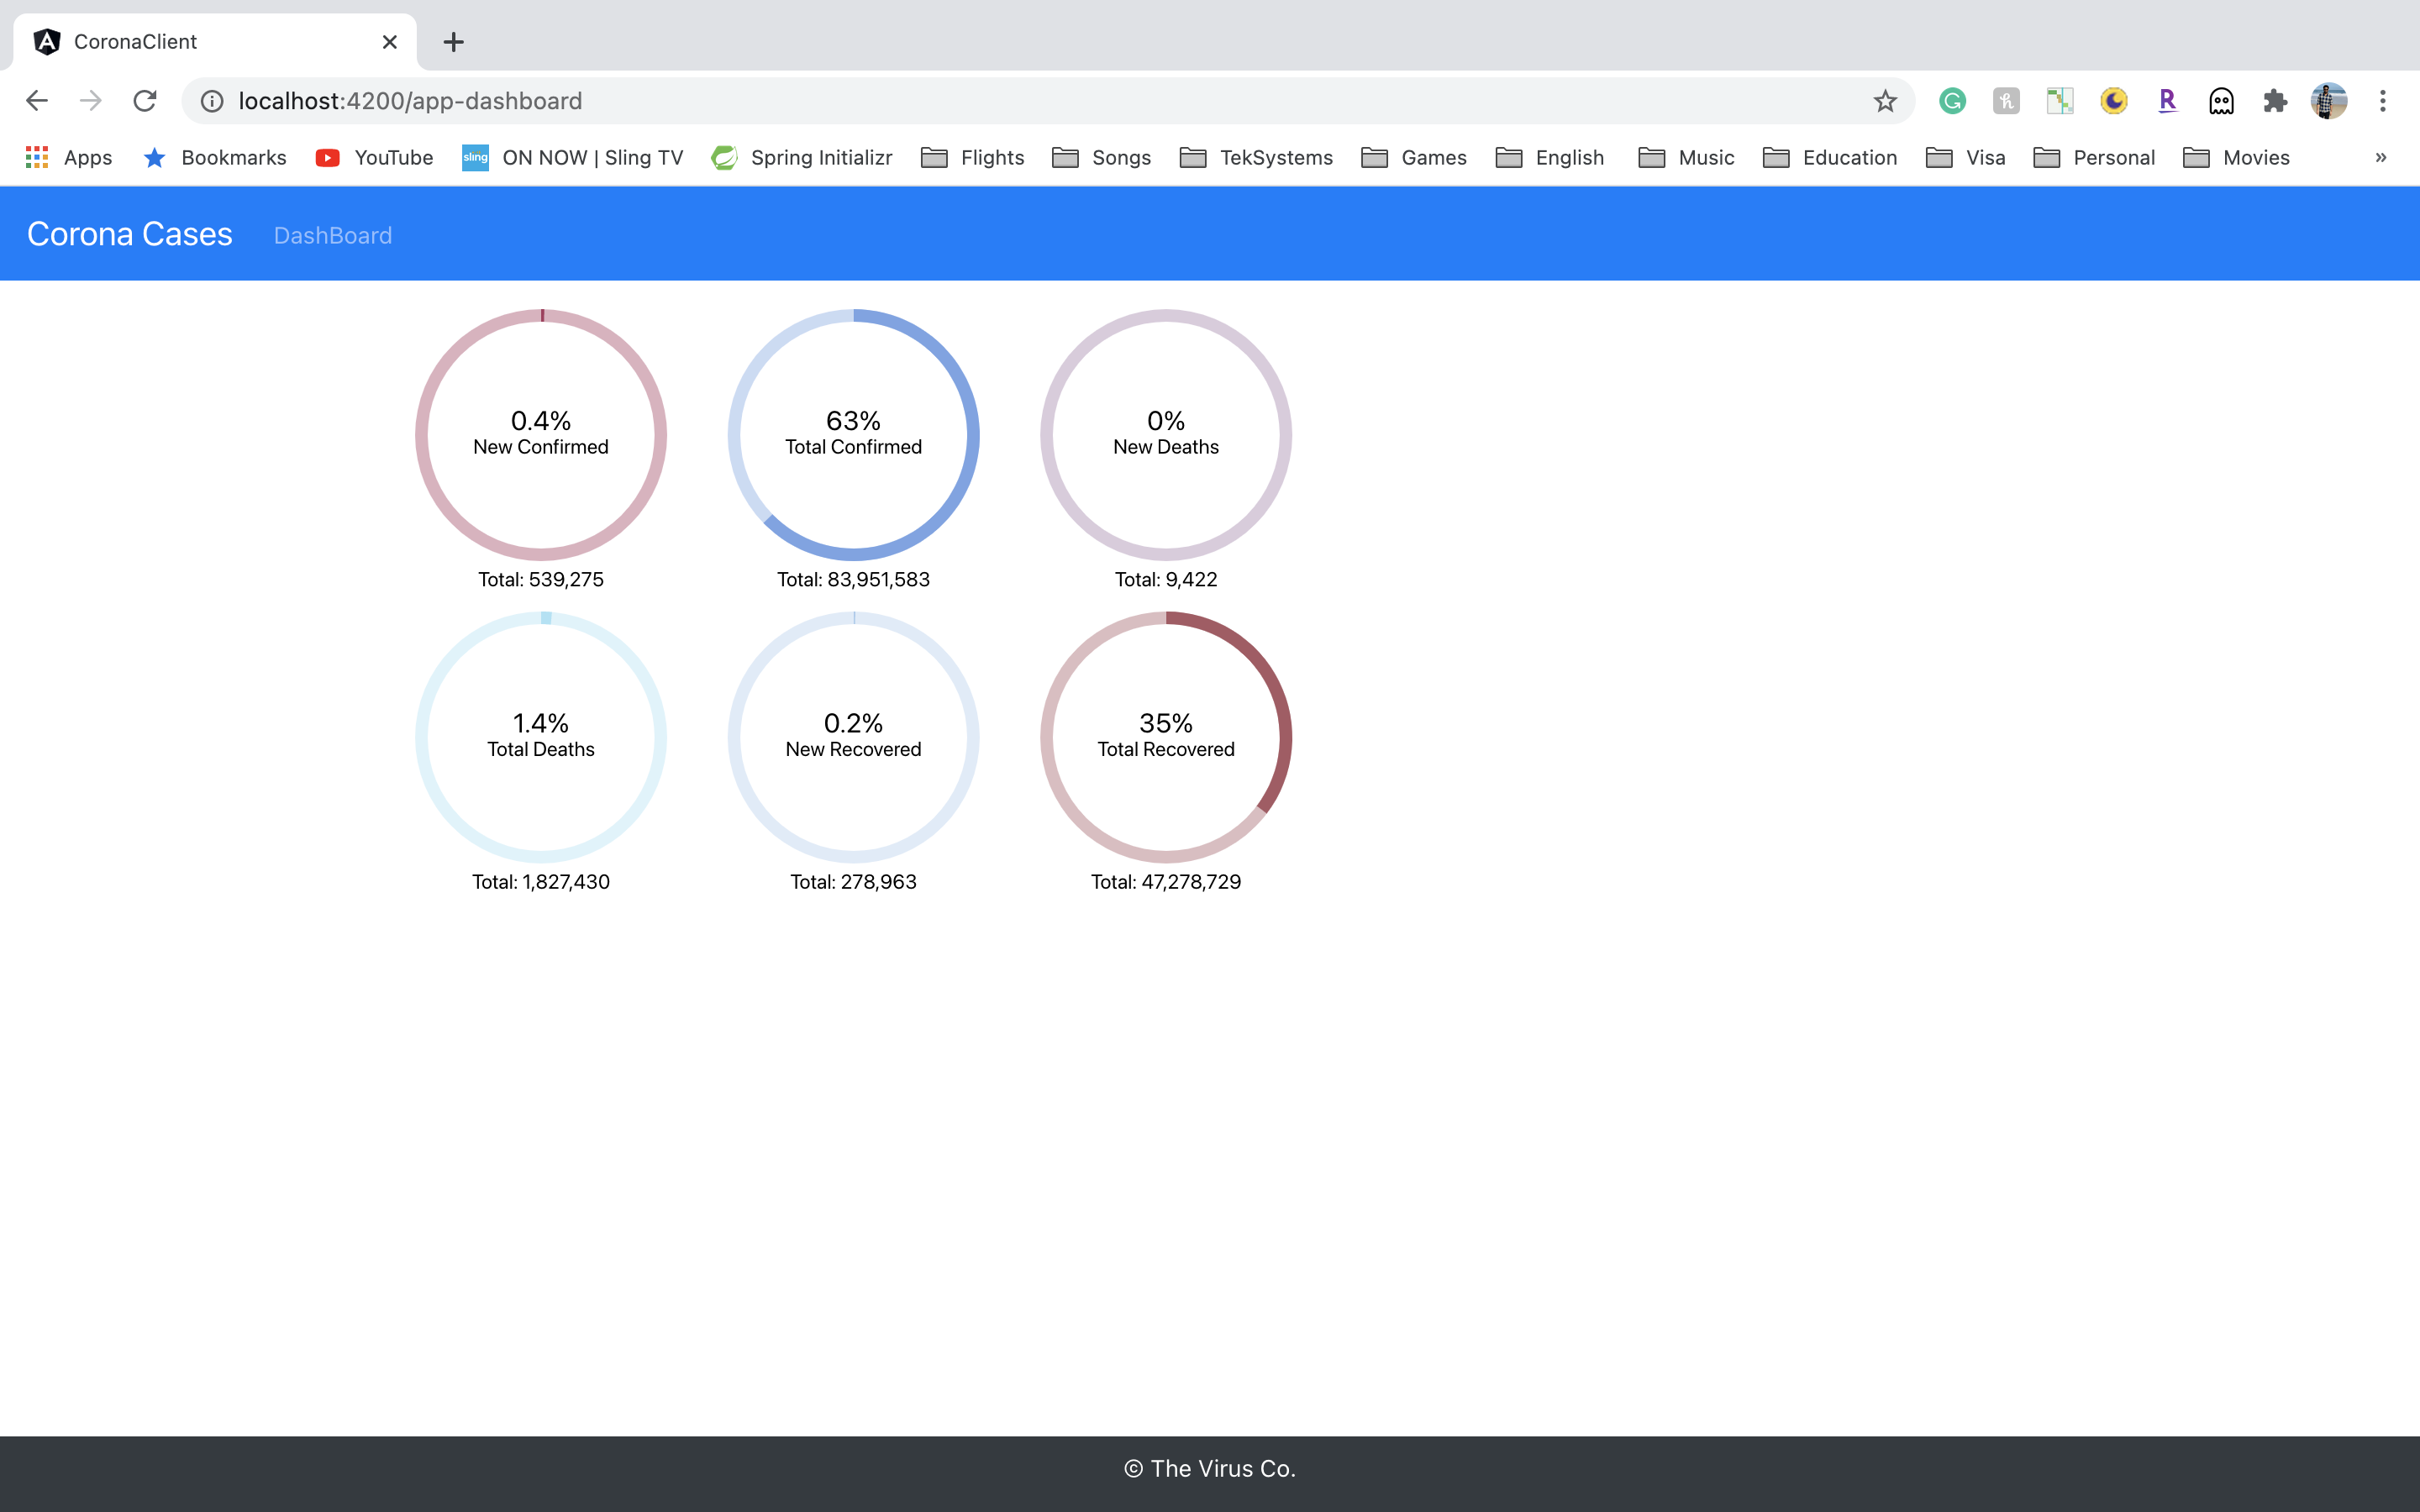 CoronaClient
localhost:4200/app-dashboard
Apps Bookmarks YouTube sling ON NOW | Sling TV Spring Initializr Flights Songs TekSystems Games English Music Education Visa Personal Movies »
Corona Cases DashBoard
0.4%
New Confirmed
Total: 539,275
63%
Total Confirmed
Total: 83,951,583
0%
New Deaths
Total: 9,422
1.4%
Total Deaths
Total: 1,827,430
0.2%
New Recovered
Total: 278,963
35%
Total Recovered
Total: 47,278,729
© The Virus Co.